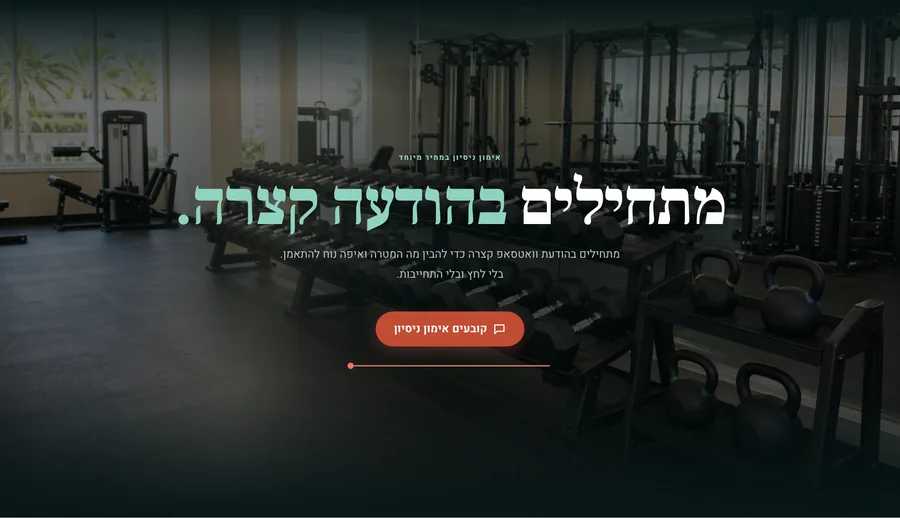 אימון ניסיון במחיר מיוחד
מתחילים בהודעה קצרה.
מתחילים בהודעת וואטסאפ קצרה כדי להבין מה המטרה ואיפה נוח להתאמן.
בלי לחץ ובלי התחייבות.
קובעים אימון ניסיון